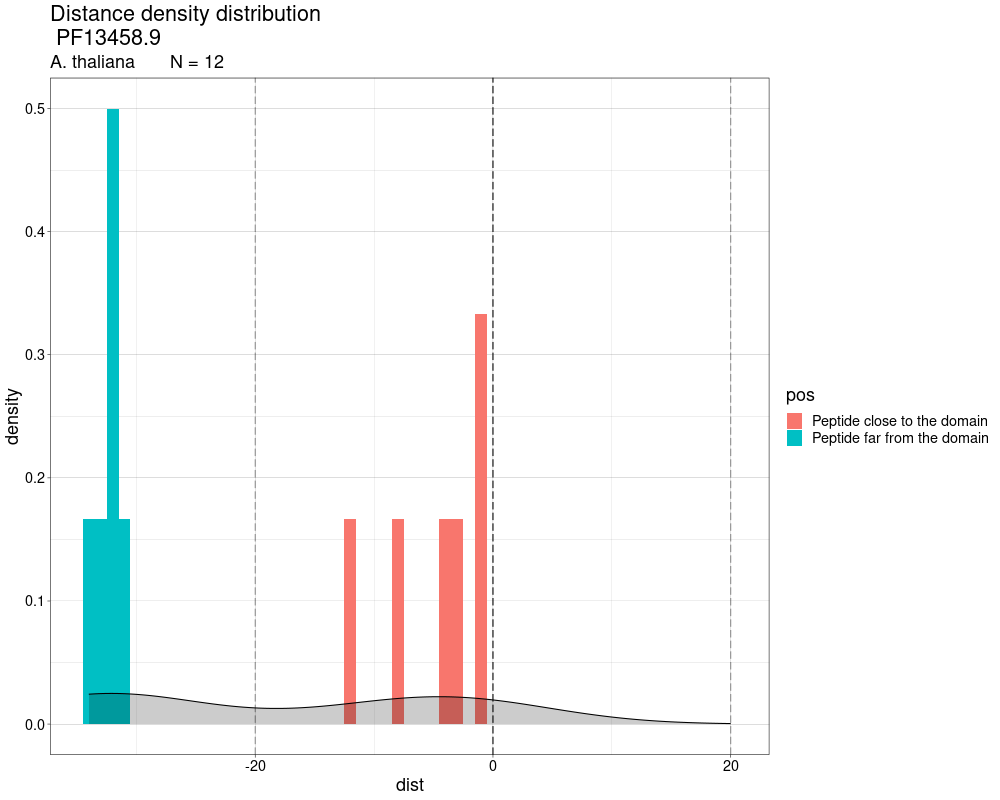 Distance density distribution
PF13458.9
A. thaliana N = 12
0.5
0.4
0.3
0.2
0.1
0.0
density
-20 0 20
dist
pos
Peptide close to the domain
Peptide far from the domain